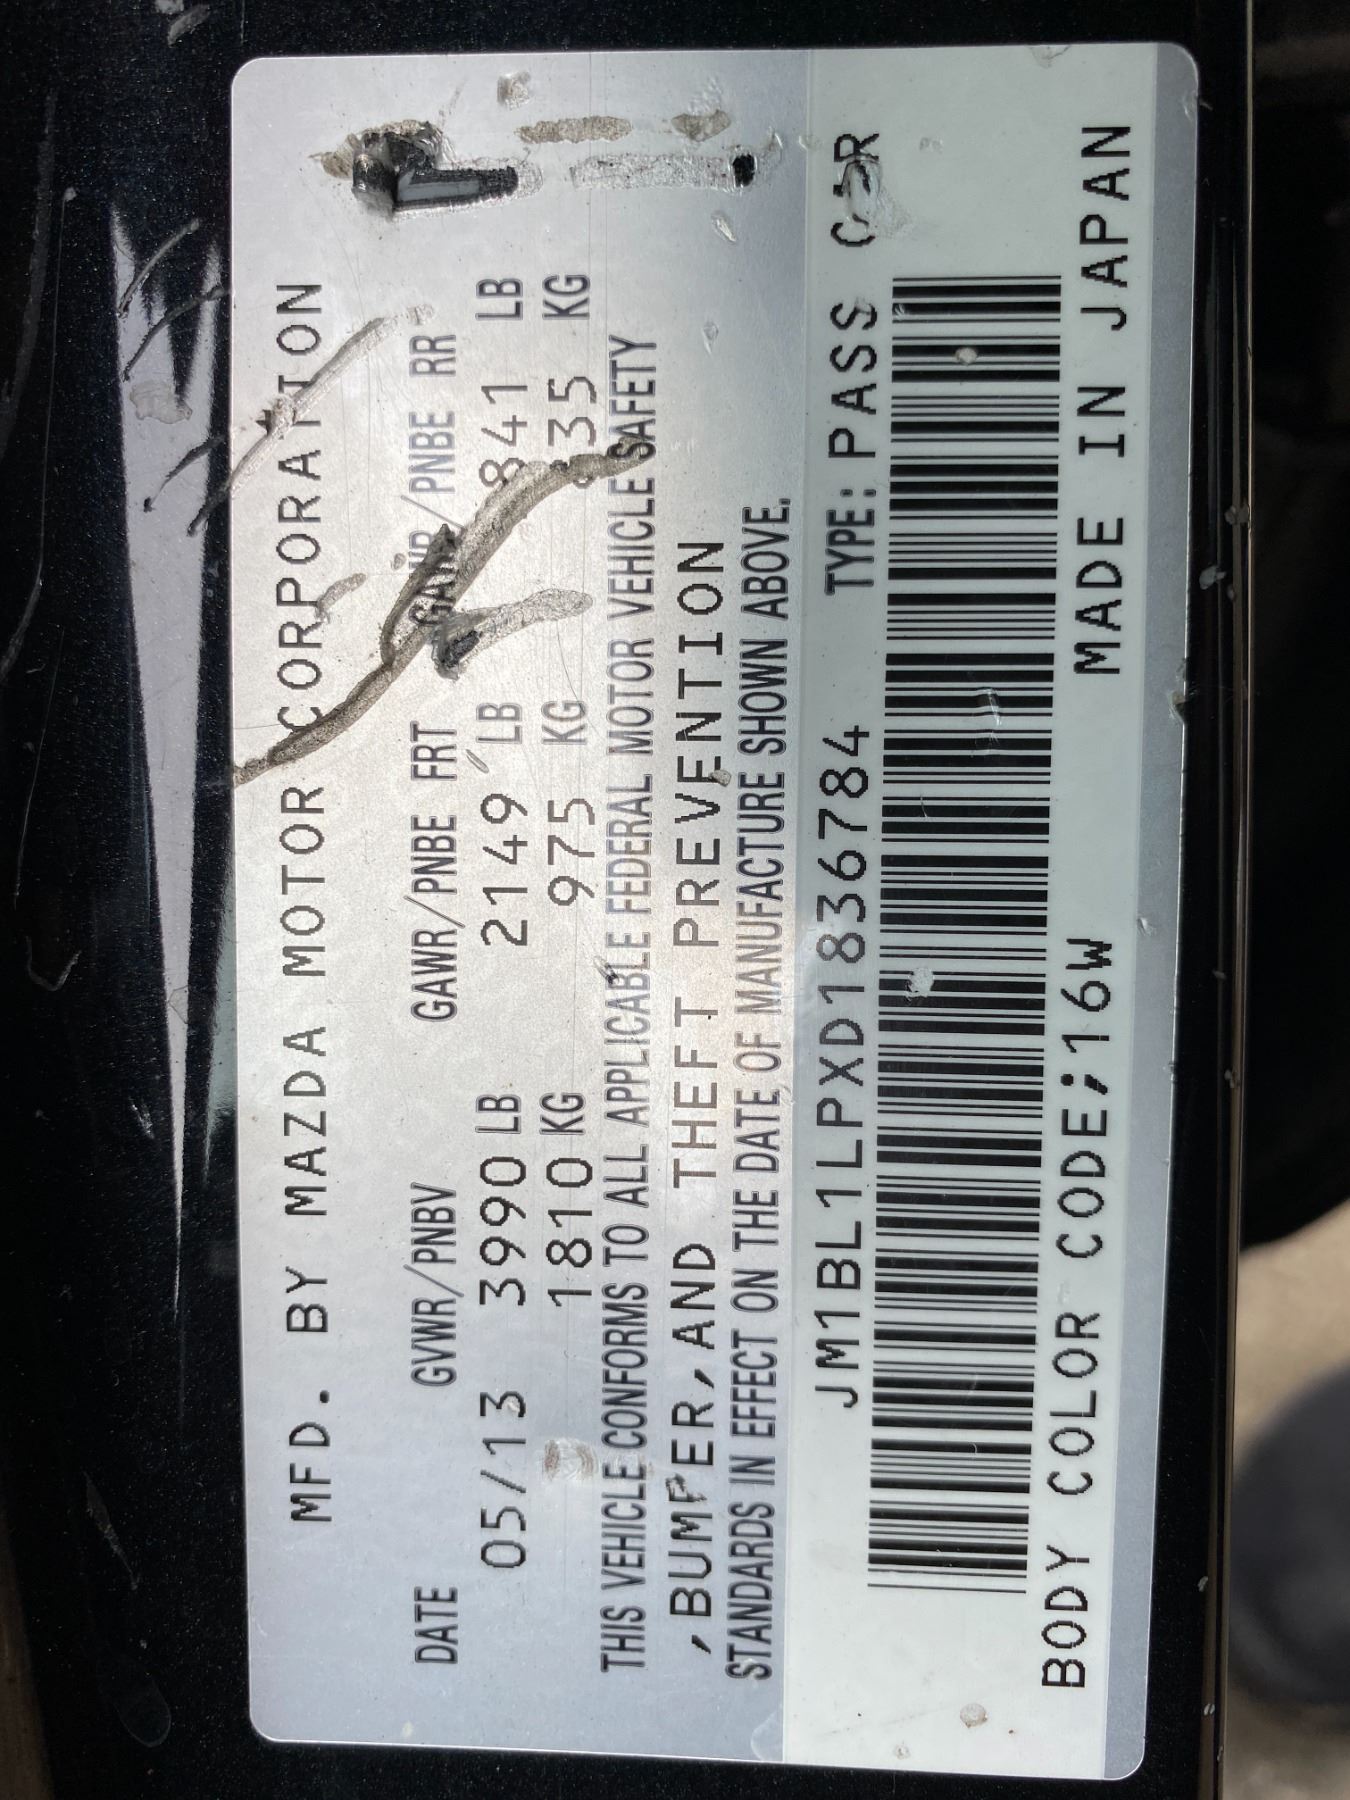 MFD. BY MAZDA MOTOR CORPORATION
DATE GVWR/PNBV GAWR/PNBE FRT GAWR/PNBE RR
05/13 3990 LB 2149 LB 841 LB
1810 KG 975 KG 35 KG
THIS VEHICLE CONFORMS TO ALL APPLICABLE FEDERAL MOTOR VEHICLE SAFETY
,BUMPER,AND THEFT PREVENTION
STANDARDS IN EFFECT ON THE DATE OF MANUFACTURE SHOWN ABOVE.
JM1BL1LPXD1836784 TYPE: PASS CAR
BODY COLOR CODE;16W MADE IN JAPAN